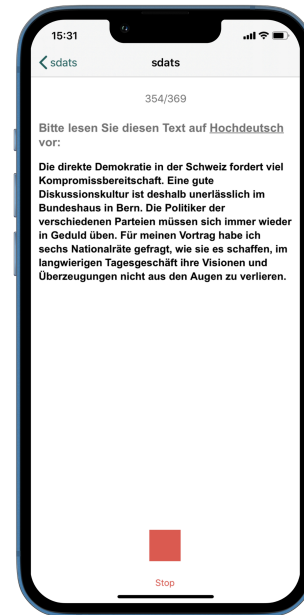 15:31
sdats
sdats
354/369
Bitte lesen Sie diesen Text auf Hochdeutsch
vor:
Die direkte Demokratie in der Schweiz fordert viel
Kompromissbereitschaft. Eine gute
Diskussionskultur ist deshalb unerlässlich im
Bundeshaus in Bern. Die Politiker der
verschiedenen Parteien müssen sich immer wieder
in Geduld üben. Für meinen Vortrag habe ich
sechs Nationalräte gefragt, wie sie es schaffen, im
langwierigen Tagesgeschäft ihre Visionen und
Überzeugungen nicht aus den Augen zu verlieren.
Stop